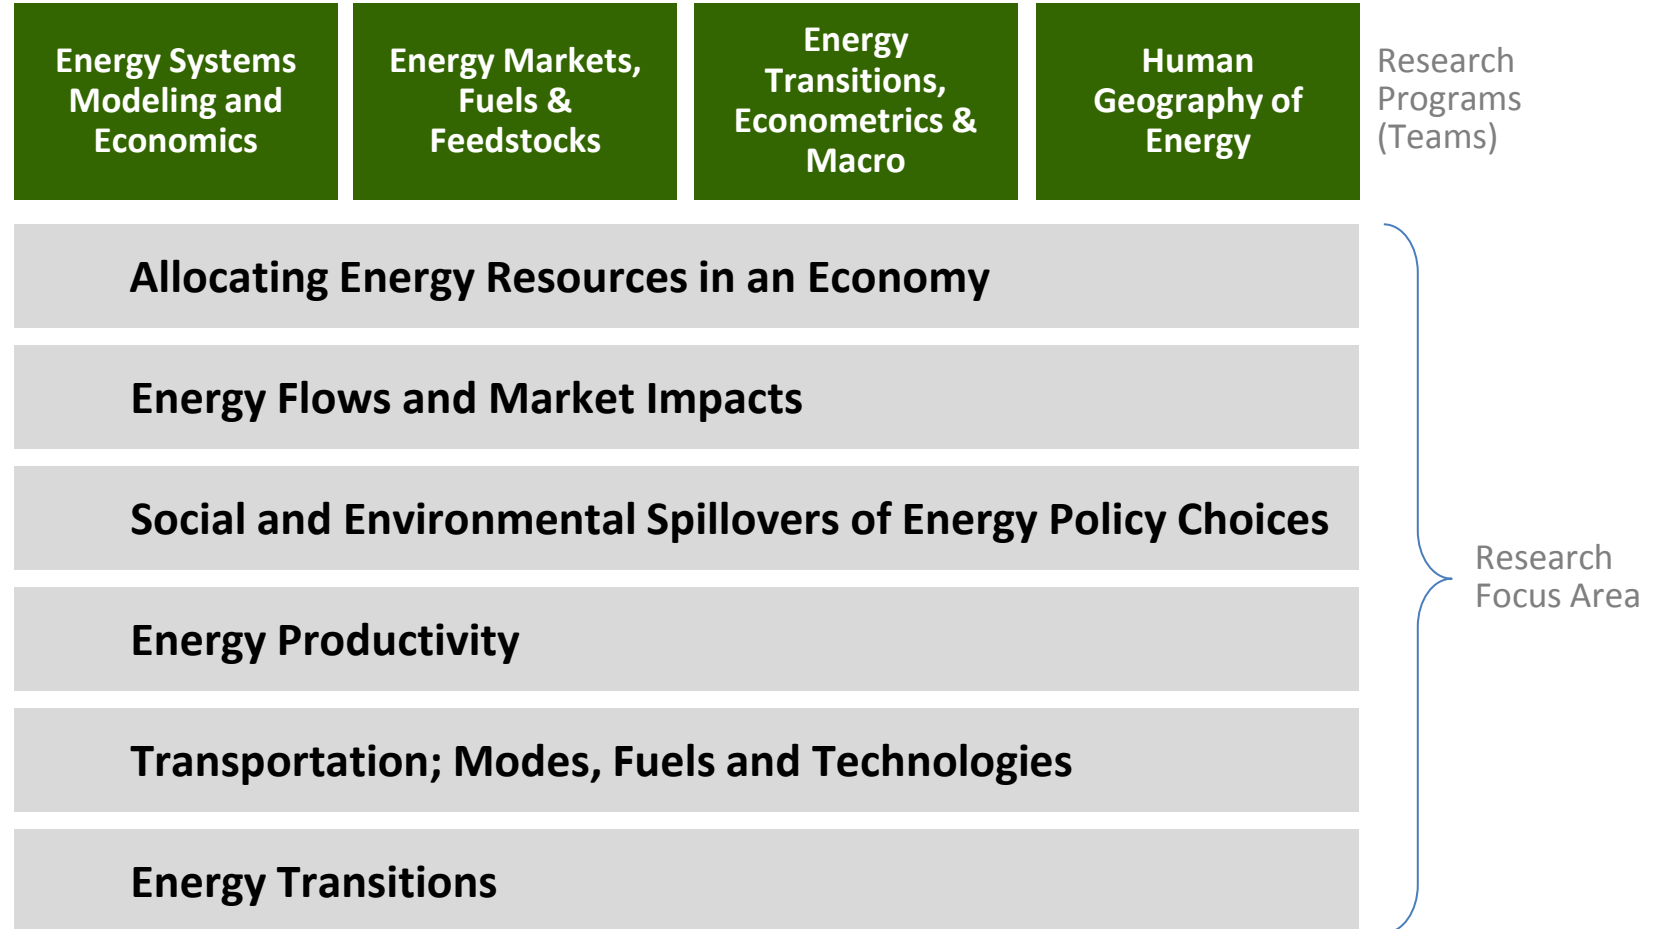 Energy Systems
Modeling and
Economics
Energy Markets,
Fuels &
Feedstocks
Energy
Transitions,
Econometrics &
Macro
Human
Geography of
Energy
Research
Programs
(Teams)
Allocating Energy Resources in an Economy
Energy Flows and Market Impacts
Social and Environmental Spillovers of Energy Policy Choices
Energy Productivity
Transportation; Modes, Fuels and Technologies
Energy Transitions
Research
Focus Area